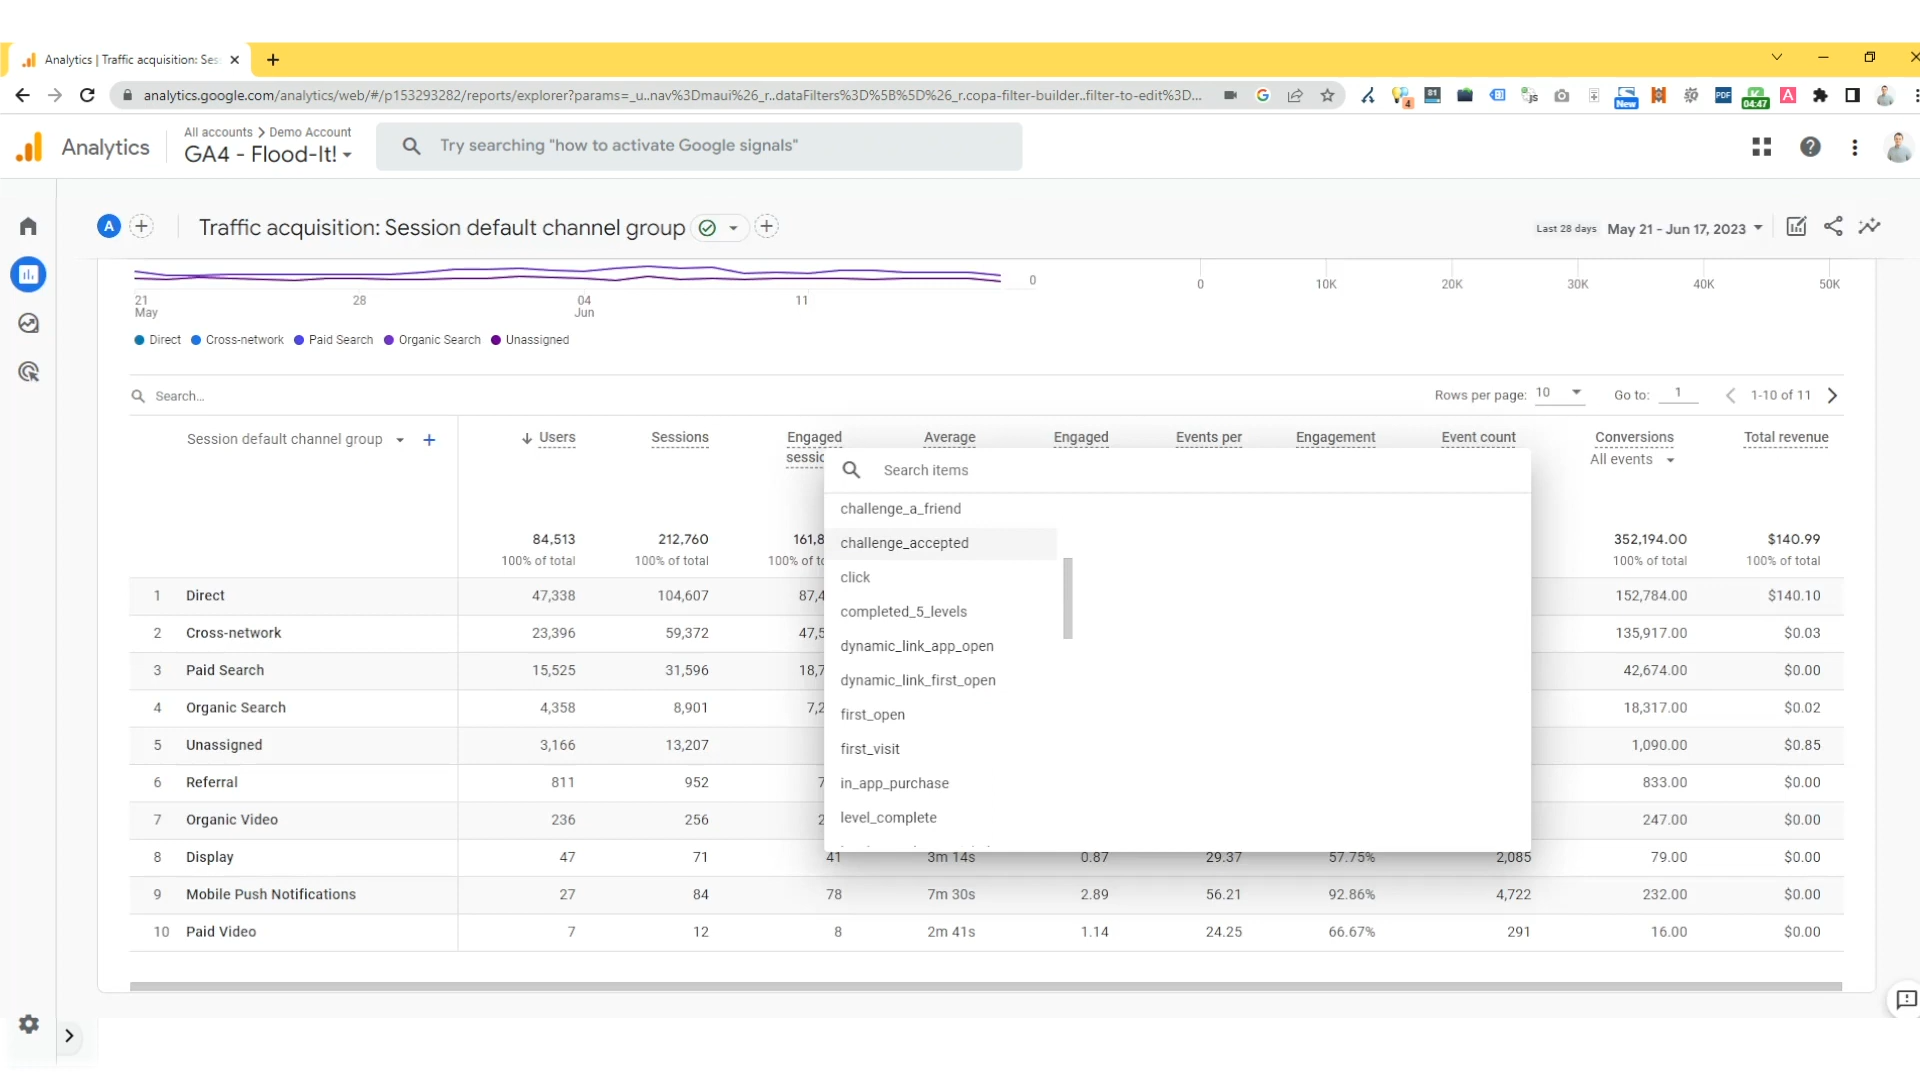 Analytics | Traffic acquisition: Ses
analytics.google.com/analytics/web/#/p153293282/reports/explorer?params=_u..nav%3Dmaui%26_r..dataFilters%3D%5B%5D%26_r.copa-filter-builder..filter-to-edit%3D...
4
31
.js
New
PDF
04:47
A
Analytics
All accounts > Demo Account
GA4 - Flood-It!
Try searching "how to activate Google signals"
A
Traffic acquisition: Session default channel group
Last 28 days May 21 - Jun 17, 2023
0
21
May
28
04
Jun
11
0 10K 20K 30K 40K 50K
Direct Cross-network Paid Search Organic Search Unassigned
Search...
Rows per page: 10 Go to: 1 1-10 of 11
Session default channel group
Users Sessions Engaged Average Engaged Events per Engagement Event count Conversions Total revenue
All events
Search items
challenge_a_friend
challenge_accepted
click
completed_5_levels
dynamic_link_app_open
dynamic_link_first_open
first_open
first_visit
in_app_purchase
level_complete
84,513 212,760 352,194.00 $140.99
100% of total 100% of total 100% of total 100% of total
1 Direct 47,338 104,607 152,784.00 $140.10
2 Cross-network 23,396 59,372 135,917.00 $0.03
3 Paid Search 15,525 31,596 42,674.00 $0.00
4 Organic Search 4,358 8,901 18,317.00 $0.02
5 Unassigned 3,166 13,207 1,090.00 $0.85
6 Referral 811 952 833.00 $0.00
7 Organic Video 236 256 247.00 $0.00
8 Display 47 71 41 3m 14s 0.87 29.37 57.75% 2,085 79.00 $0.00
9 Mobile Push Notifications 27 84 78 7m 30s 2.89 56.21 92.86% 4,722 232.00 $0.00
10 Paid Video 7 12 8 2m 41s 1.14 24.25 66.67% 291 16.00 $0.00